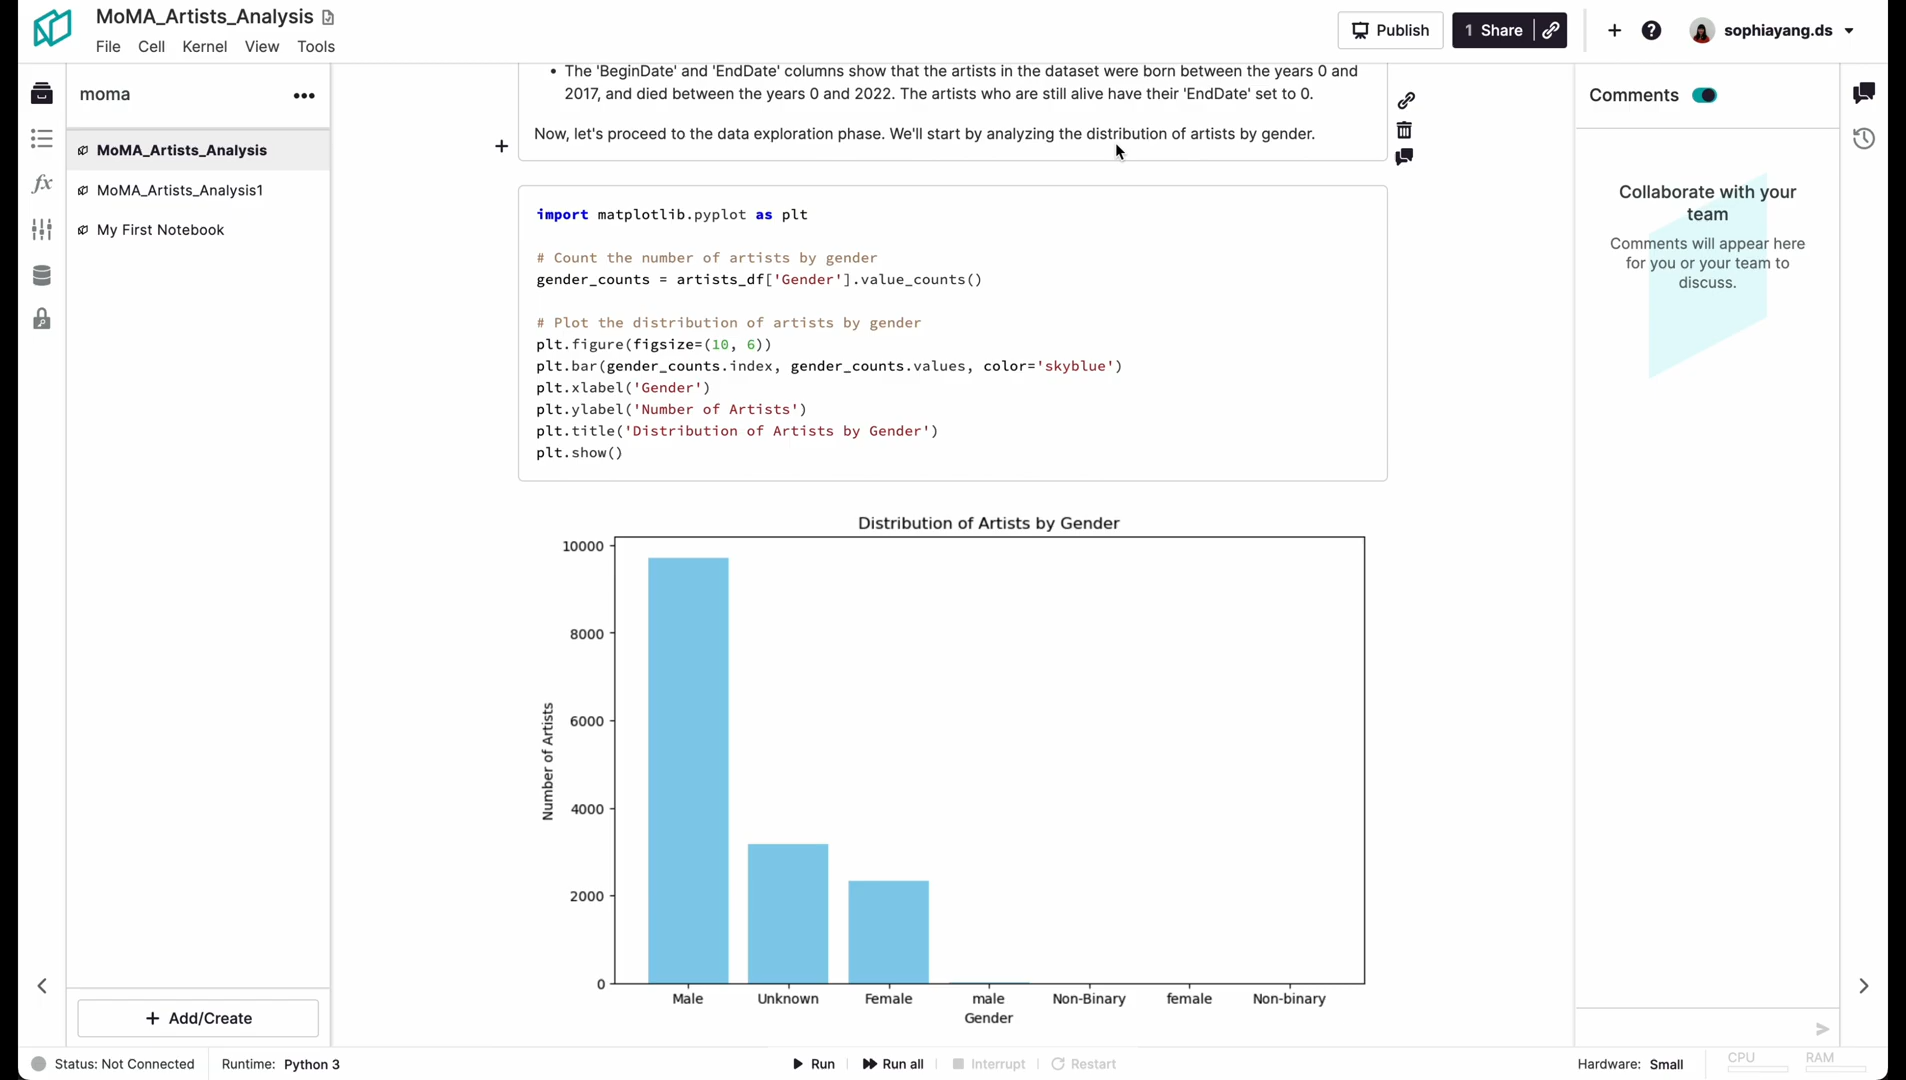 MoMA_Artists_Analysis
File Cell Kernel View Tools
Publish
1 Share
sophiayang.ds
moma
MoMA_Artists_Analysis
MoMA_Artists_Analysis1
My First Notebook
+ Add/Create
• The 'BeginDate' and 'EndDate' columns show that the artists in the dataset were born between the years 0 and
2017, and died between the years 0 and 2022. The artists who are still alive have their 'EndDate' set to 0.
Now, let's proceed to the data exploration phase. We'll start by analyzing the distribution of artists by gender.
import matplotlib.pyplot as plt
# Count the number of artists by gender
gender_counts = artists_df['Gender'].value_counts()
# Plot the distribution of artists by gender
plt.figure(figsize=(10, 6))
plt.bar(gender_counts.index, gender_counts.values, color='skyblue')
plt.xlabel('Gender')
plt.ylabel('Number of Artists')
plt.title('Distribution of Artists by Gender')
plt.show()
Distribution of Artists by Gender
10000
8000
6000
4000
2000
0
Number of Artists
Male Unknown Female male Non-Binary female Non-binary
Gender
Comments
Collaborate with your
team
Comments will appear here
for you or your team to
discuss.
Status: Not Connected
Runtime: Python 3
Run
Run all
Interrupt
Restart
Hardware: Small
CPU
RAM